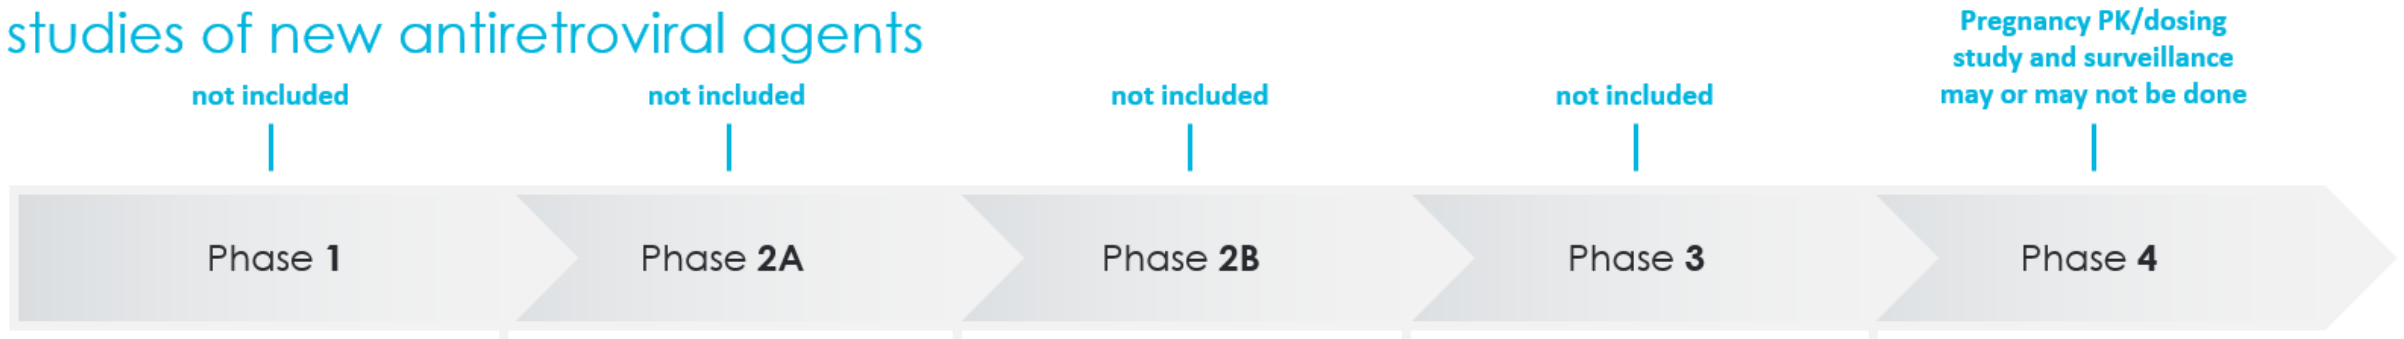 studies of new antiretroviral agents
not included
not included
not included
not included
Pregnancy PK/dosing
study and surveillance
may or may not be done
Phase 1
Phase 2A
Phase 2B
Phase 3
Phase 4